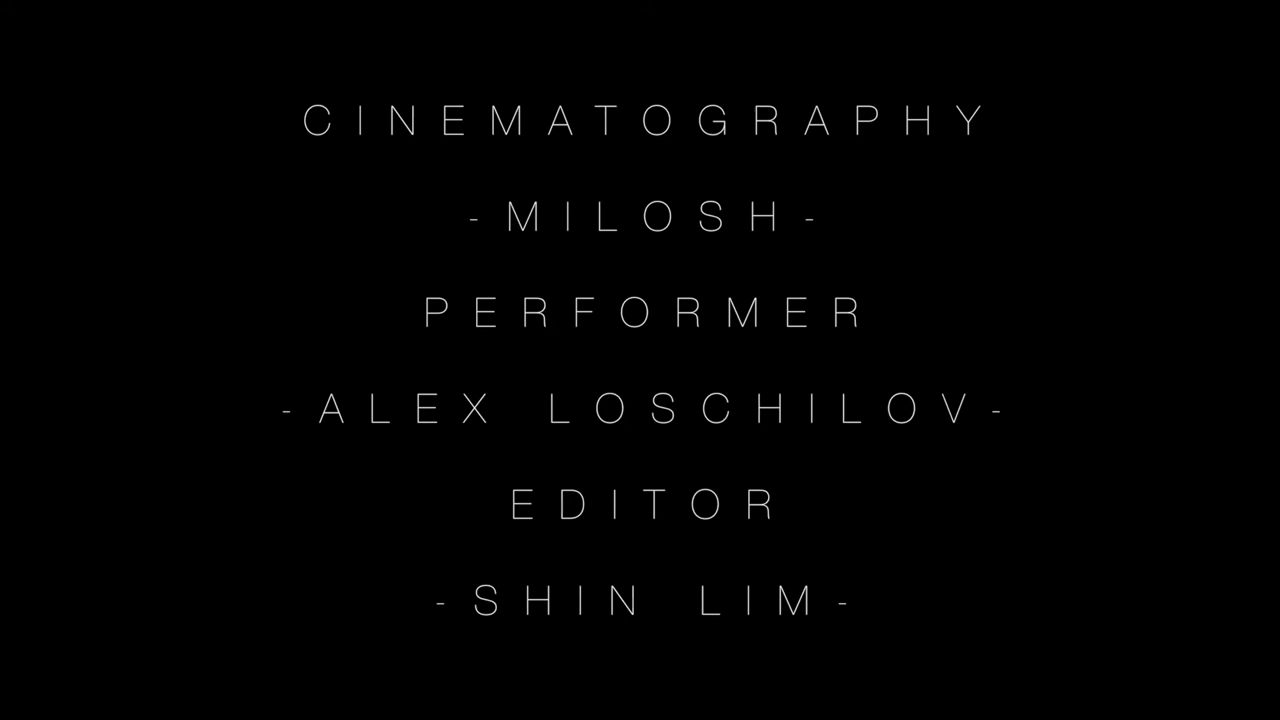 CINEMATOGRAPHY
-MILOSH-
PERFORMER
-ALEX LOSCHILOV-
EDITOR
-SHIN LIM-